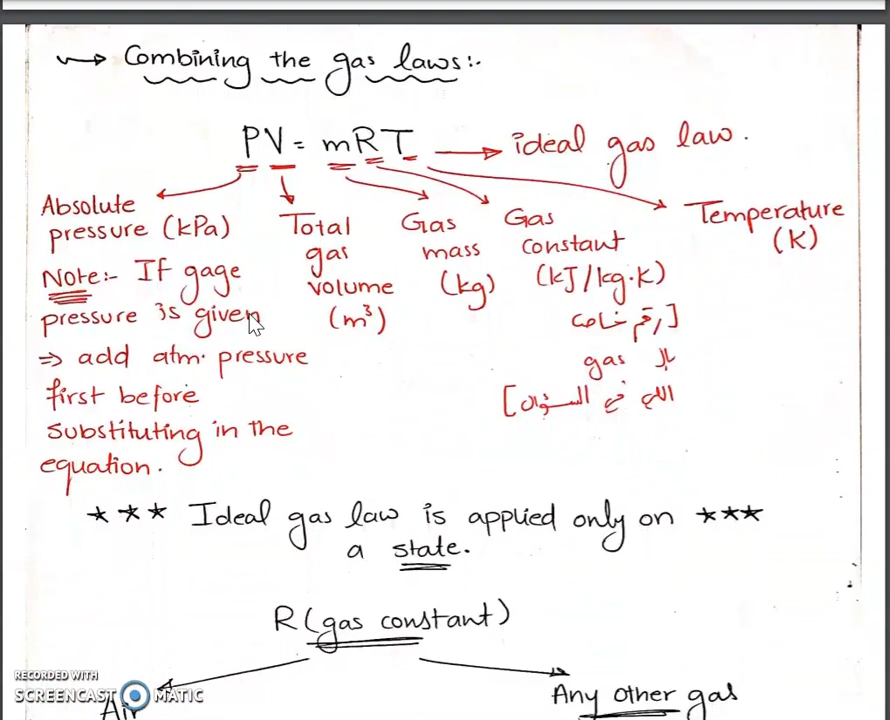 Combining the gas laws:.
PV = mRT → ideal gas law.
Absolute
pressure (kPa)
Note:- If gage
pressure is given
⇒ add atm. pressure
first before
substituting in the
equation.
Total
gas
volume
(m³)
Gas
mass
(kg)
Gas
constant
(kJ/kg.K)
[رقم خاص
بال gas
اللي في السؤال]
Temperature
(K)
*** Ideal gas law is applied only on ***
a state.
R (gas constant)
Air
Any other gas
RECORDED WITH
SCREENCAST MATIC